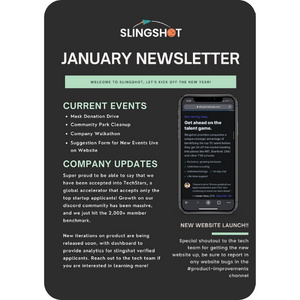 SLINGSHOT
JANUARY NEWSLETTER
WELCOME TO SLINGSHOT, LET'S KICK OFF THE NEW YEAR!
CURRENT EVENTS
Mask Donation Drive
Community Park Cleanup
Company Walkathon
Suggestion Form for New Events Live
on Website
COMPANY UPDATES
Super proud to be able to say that we
have been accepted into TechStars, a
global accelerator that accepts only the
top startup applicants! Growth on our
discord community has been massive,
and we just hit the 2,000+ member
benchmark.
New iterations on product are being
released soon, with dashboard to
provide analytics for slingshot verified
applicants. Reach out to the tech team if
you are interested in learning more!
Get ahead on the
talent game.
NEW WEBSITE LAUNCH!!
Special shoutout to the tech
team for getting the new
website up, be sure to report in
any website bugs in the
#product-improvements
channel